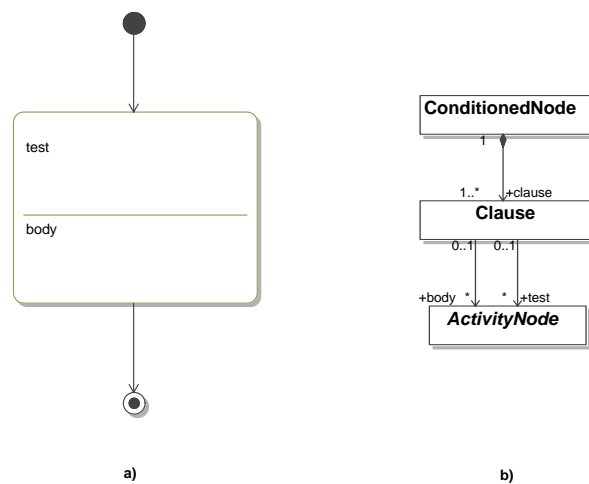 test
body
a)
ConditionedNode
1
1..* +clause
Clause
0..1 0..1
+body * * +test
ActivityNode
b)